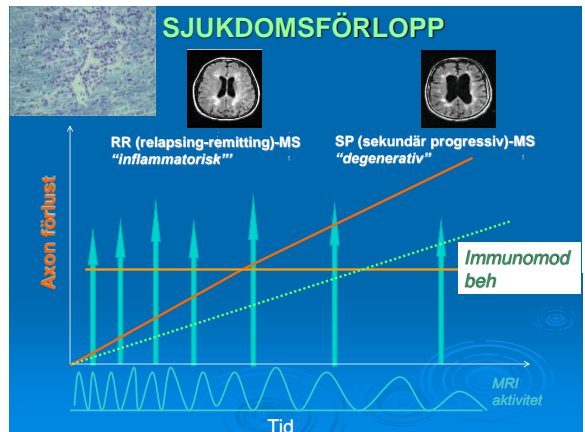 SJUKDOMSFÖRLOPP
RR (relapsing-remitting)-MS
“inflammatorisk”’
SP (sekundär progressiv)-MS
“degenerativ”
Axon förlust
Immunomod
beh
MRI
aktivitet
Tid